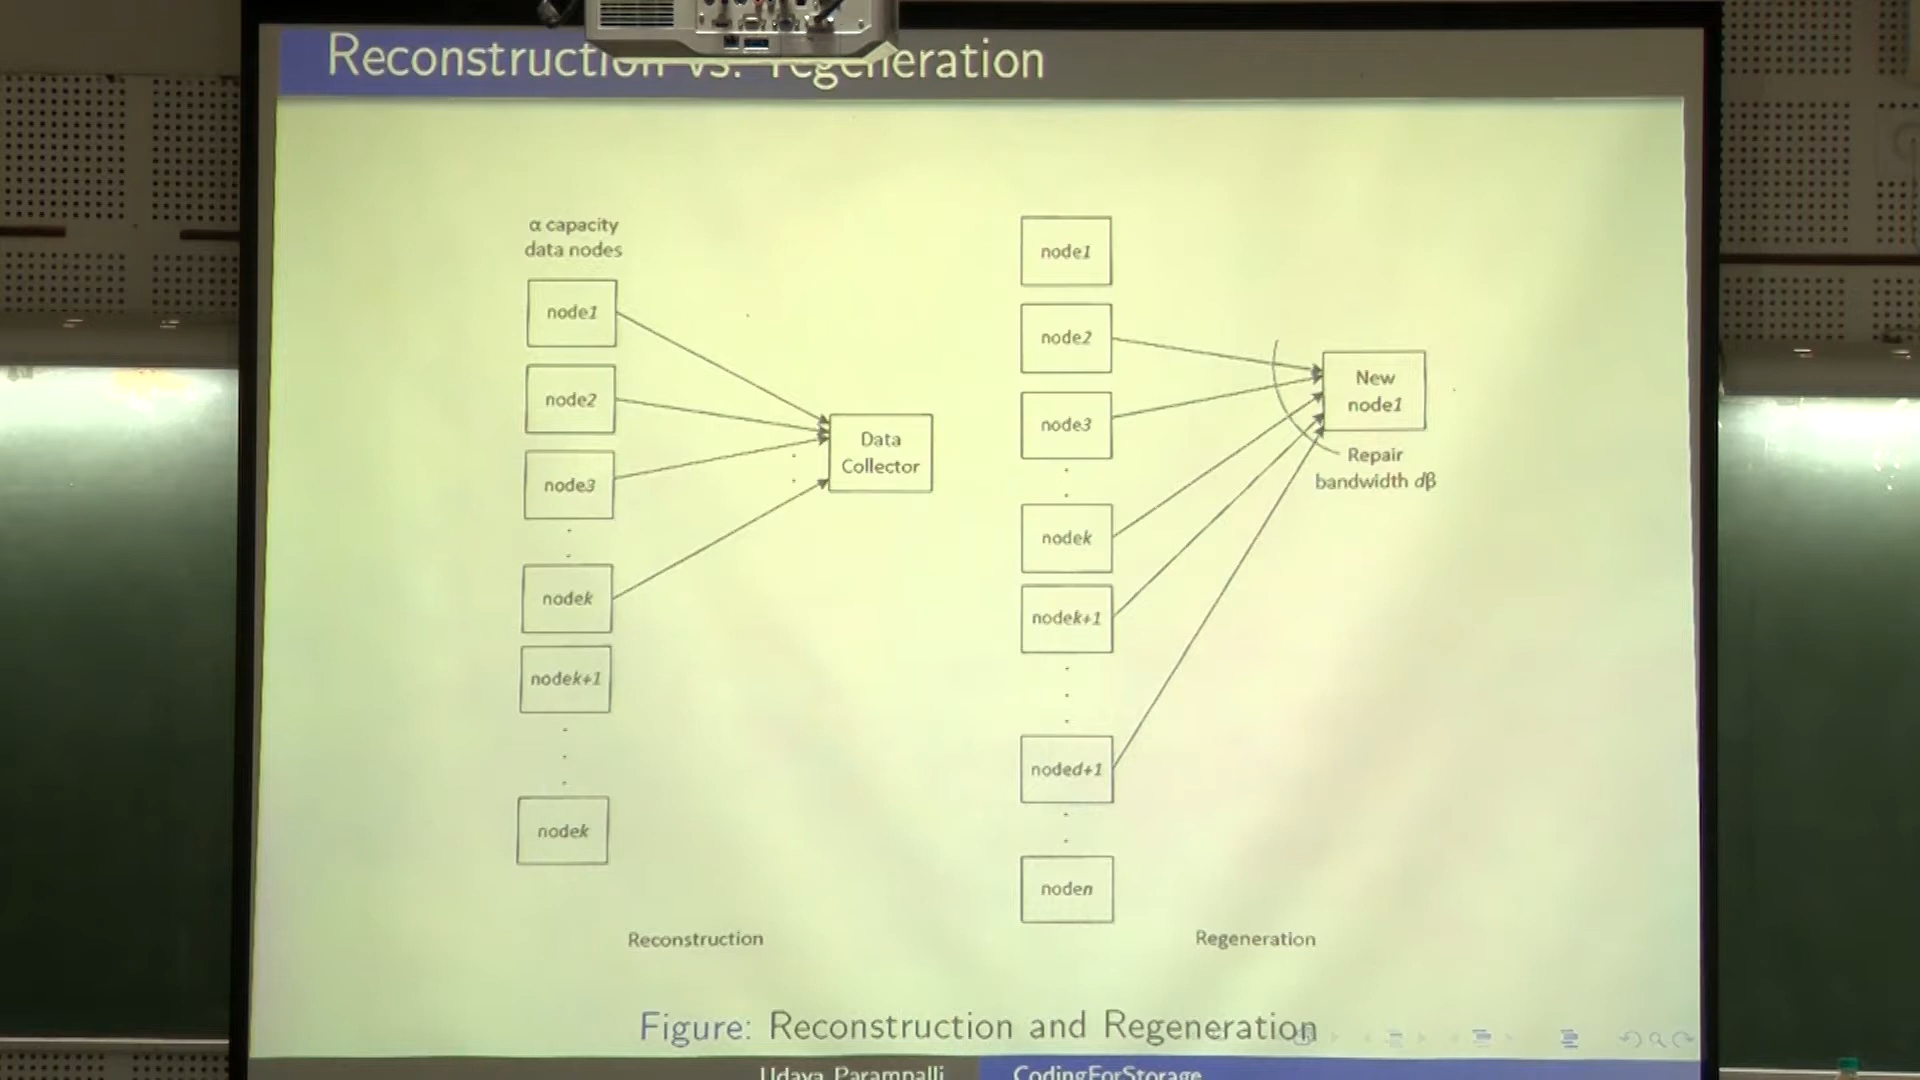 Reconstruction vs. regeneration
α capacity
data nodes
node1
node2
node3
nodek
nodek+1
nodek
Data
Collector
Reconstruction
node1
node2
node3
nodek
nodek+1
noded+1
noden
New
node1
Repair
bandwidth dβ
Regeneration
Figure: Reconstruction and Regeneration
Udaya Parampalli
CodingForStorage